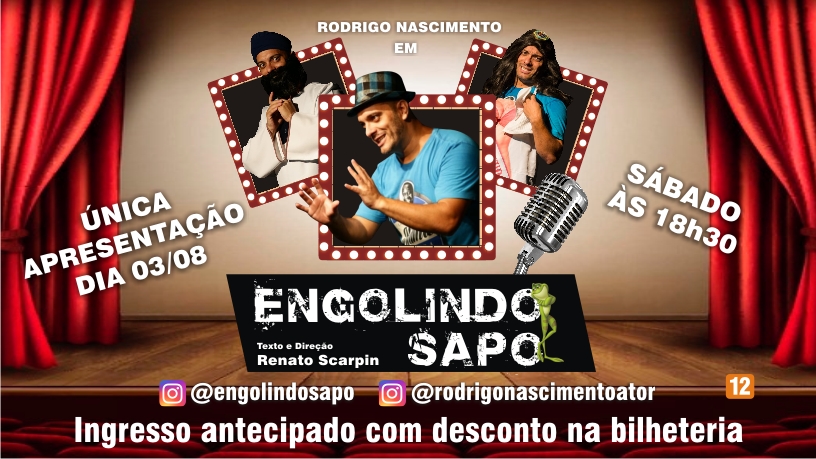 RODRIGO NASCIMENTO
EM
ÚNICA
APRESENTAÇÃO
DIA 03/08
SÁBADO
ÀS 18h30
ENGOLINDO
SAPO
Texto e Direção
Renato Scarpin
@engolindosapo @rodrigonascimentoator
12
Ingresso antecipado com desconto na bilheteria